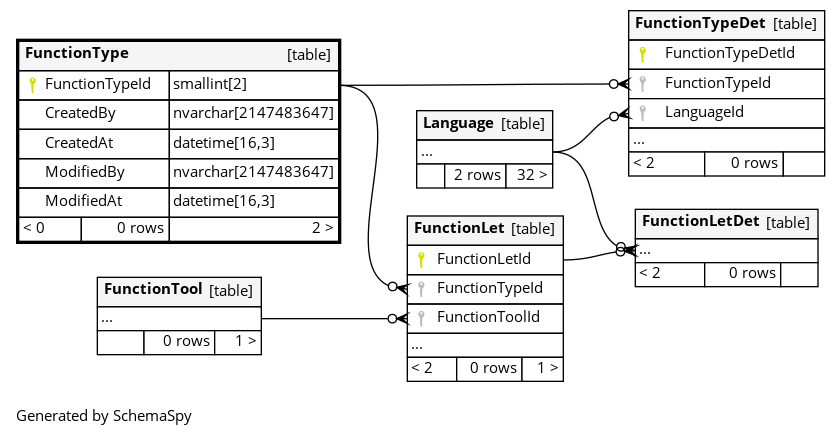 FunctionType [table]
FunctionTypeId smallint[2]
CreatedBy nvarchar[2147483647]
CreatedAt datetime[16,3]
ModifiedBy nvarchar[2147483647]
ModifiedAt datetime[16,3]
< 0 0 rows 2 >
FunctionTypeDet [table]
FunctionTypeDetId
FunctionTypeId
LanguageId
...
< 2 0 rows
Language [table]
...
2 rows 32 >
FunctionLet [table]
FunctionLetId
FunctionTypeId
FunctionToolId
...
< 2 0 rows 1 >
FunctionLetDet [table]
...
< 2 0 rows
FunctionTool [table]
...
0 rows 1 >
Generated by SchemaSpy